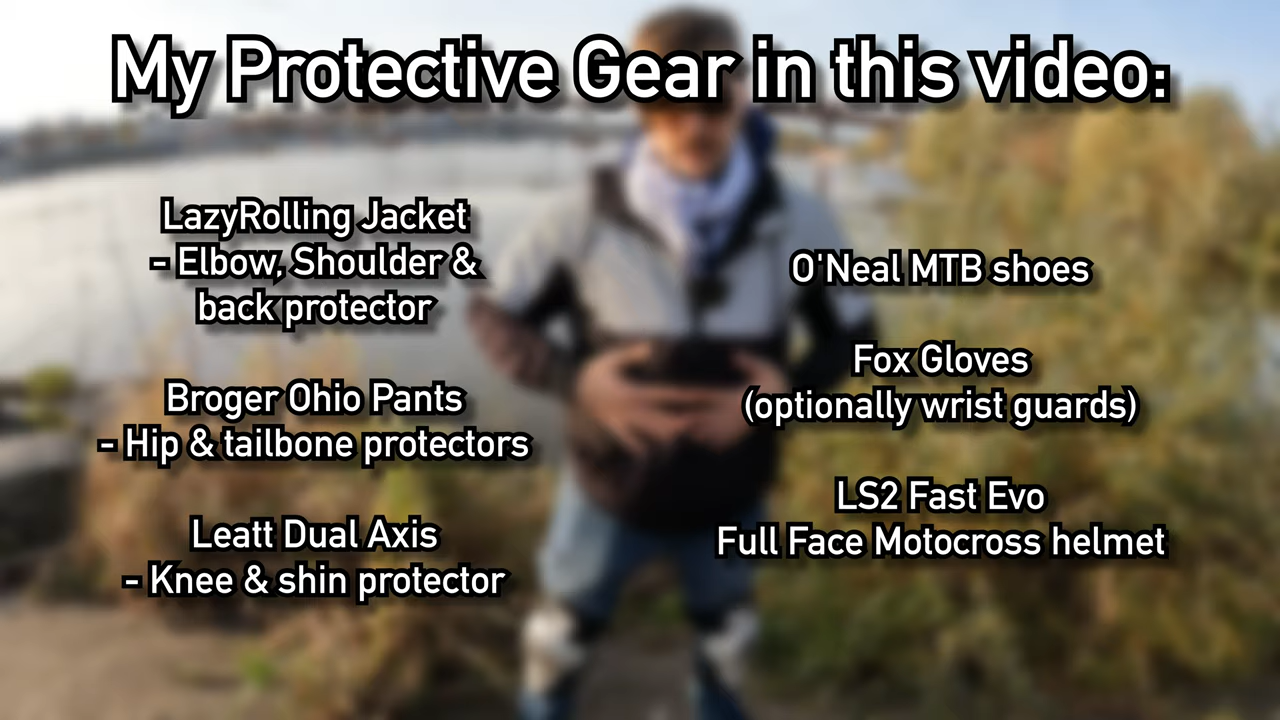 My Protective Gear in this video:
LazyRolling Jacket
- Elbow, Shoulder &
back protector
Broger Ohio Pants
- Hip & tailbone protectors
Leatt Dual Axis
- Knee & shin protector
O'Neal MTB shoes
Fox Gloves
(optionally wrist guards)
LS2 Fast Evo
Full Face Motocross helmet